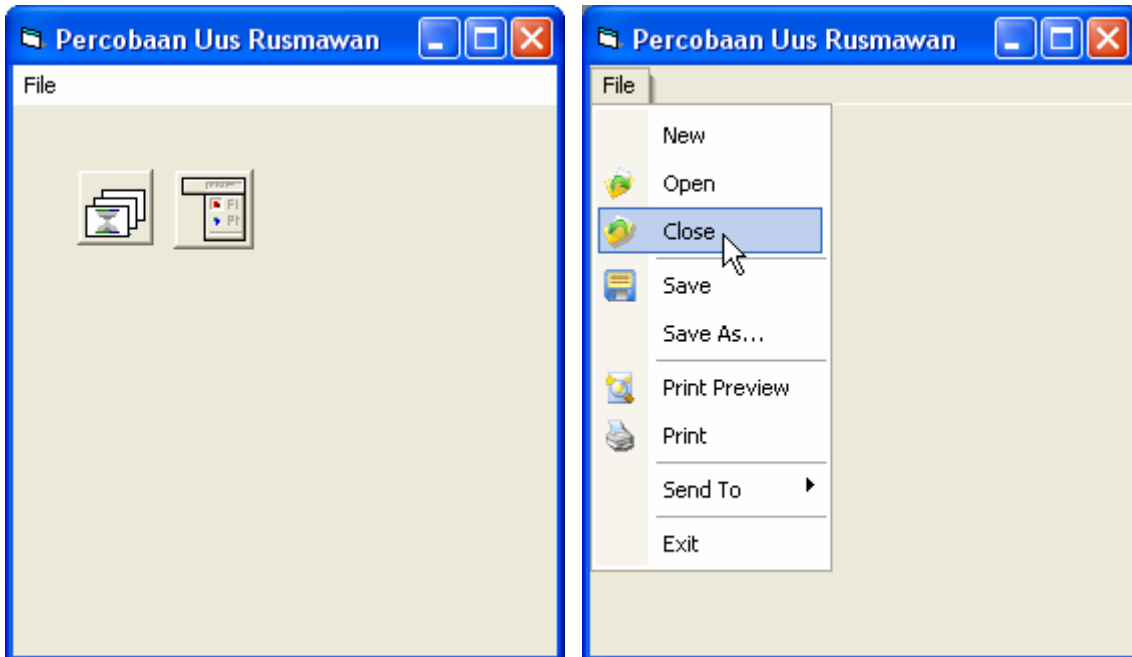 Percobaan Uus Rusmawan
File
Percobaan Uus Rusmawan
File
New
Open
Close
Save
Save As...
Print Preview
Print
Send To
Exit